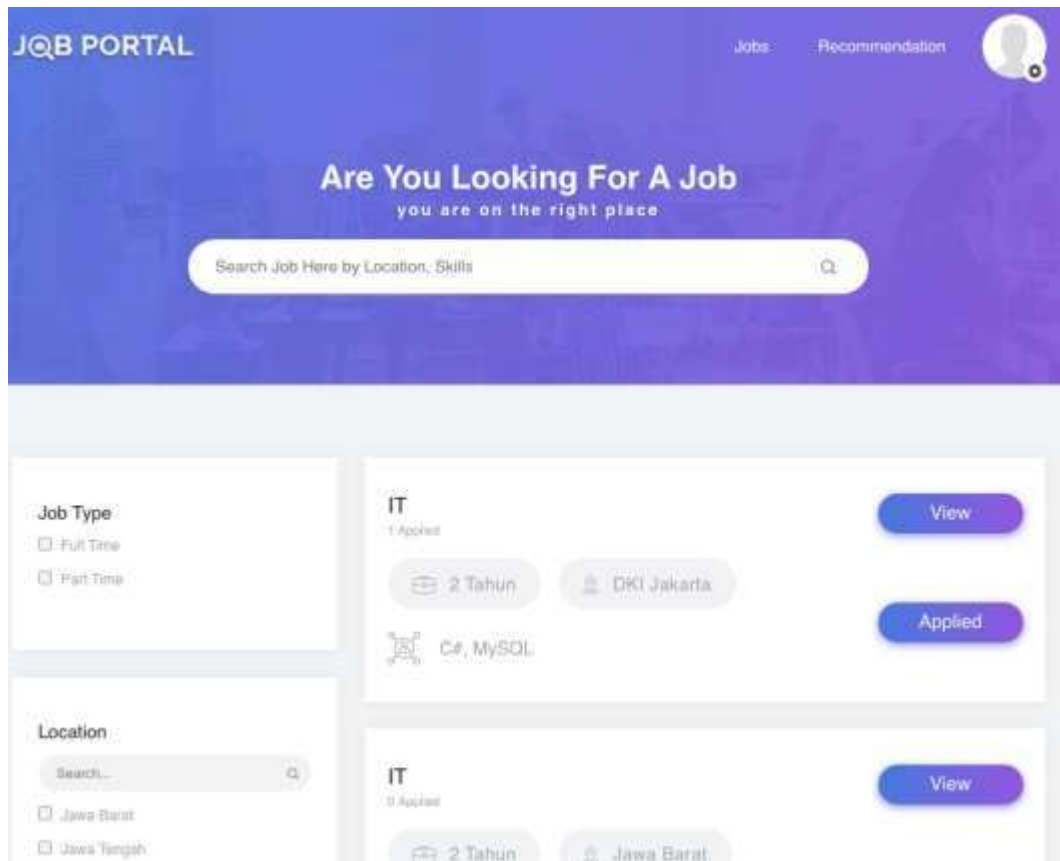 JOB PORTAL
Jobs
Recommendation
Are You Looking For A Job
you are on the right place
Search Job Here by Location, Skills
Job Type
Full Time
Part Time
Location
Search...
Jawa Barat
Jawa Tengah
IT
1 Applied
View
2 Tahun
DKI Jakarta
Applied
C#, MySQL
IT
0 Applied
View
2 Tahun
Jawa Barat